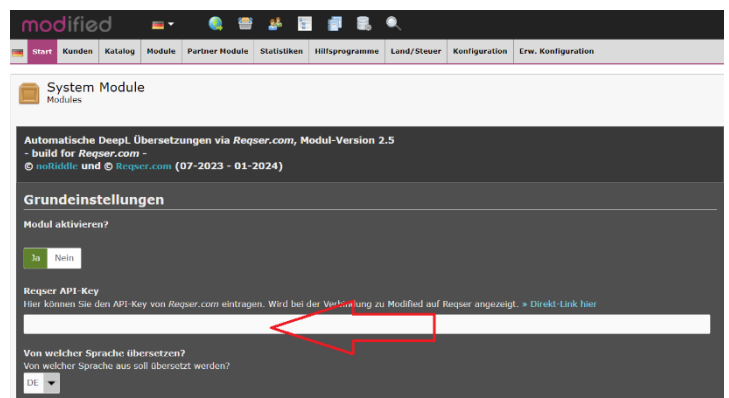 modified
Start Kunden Katalog Module Partner Module Statistiken Hilfsprogramme Land/Steuer Konfiguration Erw. Konfiguration
System Module
Modules
Automatische DeepL Übersetzungen via Reqser.com, Modul-Version 2.5
- build for Reqser.com -
© noRiddle und © Reqser.com (07-2023 - 01-2024)
Grundeinstellungen
Modul aktivieren?
Ja Nein
Reqser API-Key
Hier können Sie den API-Key von Reqser.com eintragen. Wird bei der Verbindung zu Modified auf Reqser angezeigt. » Direkt-Link hier
Von welcher Sprache übersetzen?
Von welcher Sprache aus soll übersetzt werden?
DE